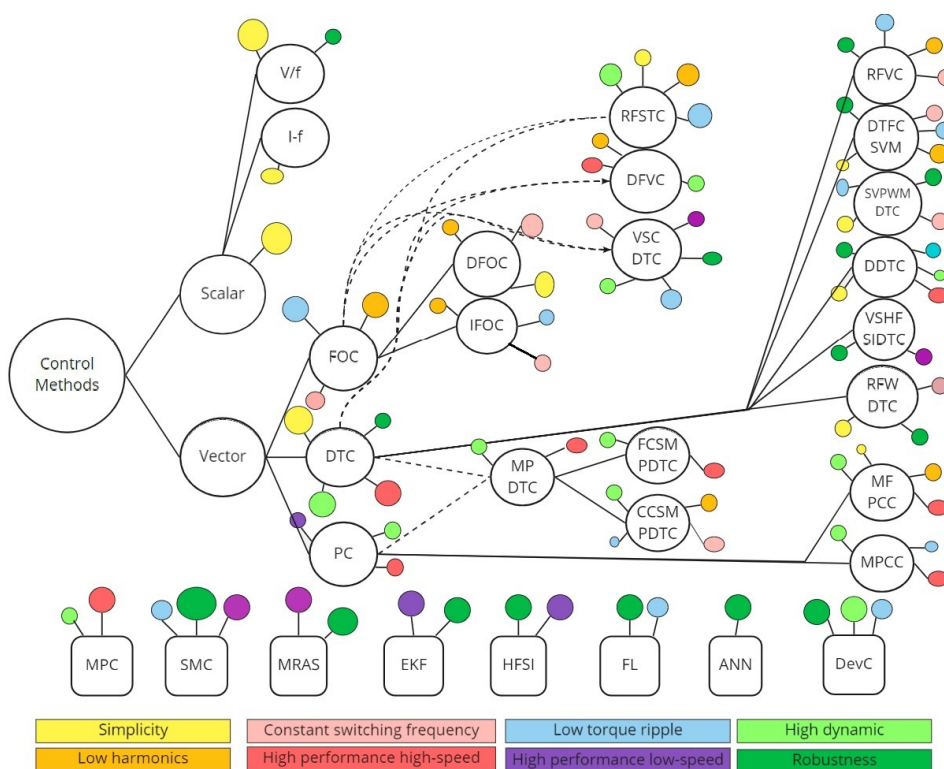 V/f
I-f
Scalar
Control
Methods
Vector
FOC
DTC
PC
DFOC
IFOC
RFSTC
DFVC
VSC
DTC
MP
DTC
FCSM
PDTC
CCSM
PDTC
RFVC
DTFC
SVM
SVPWM
DTC
DDTC
VSHF
SIDTC
RFW
DTC
MF
PCC
MPCC
MPC
SMC
MRAS
EKF
HFSI
FL
ANN
DevC
Simplicity
Constant switching frequency
Low torque ripple
High dynamic
Low harmonics
High performance high-speed
High performance low-speed
Robustness